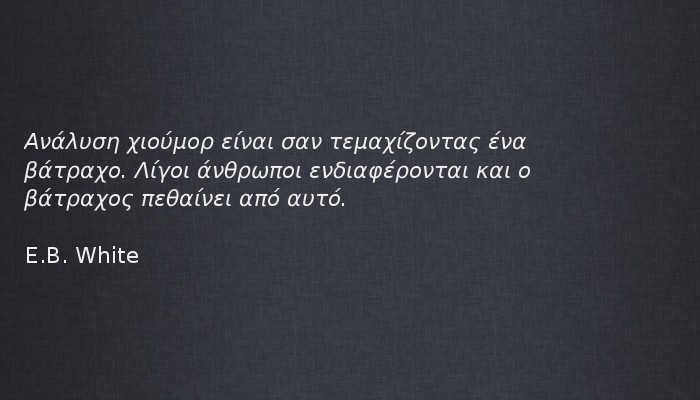 Ανάλυση χιούμορ είναι σαν τεμαχίζοντας ένα
βάτραχο. Λίγοι άνθρωποι ενδιαφέρονται και ο
βάτραχος πεθαίνει από αυτό.
E.B. White